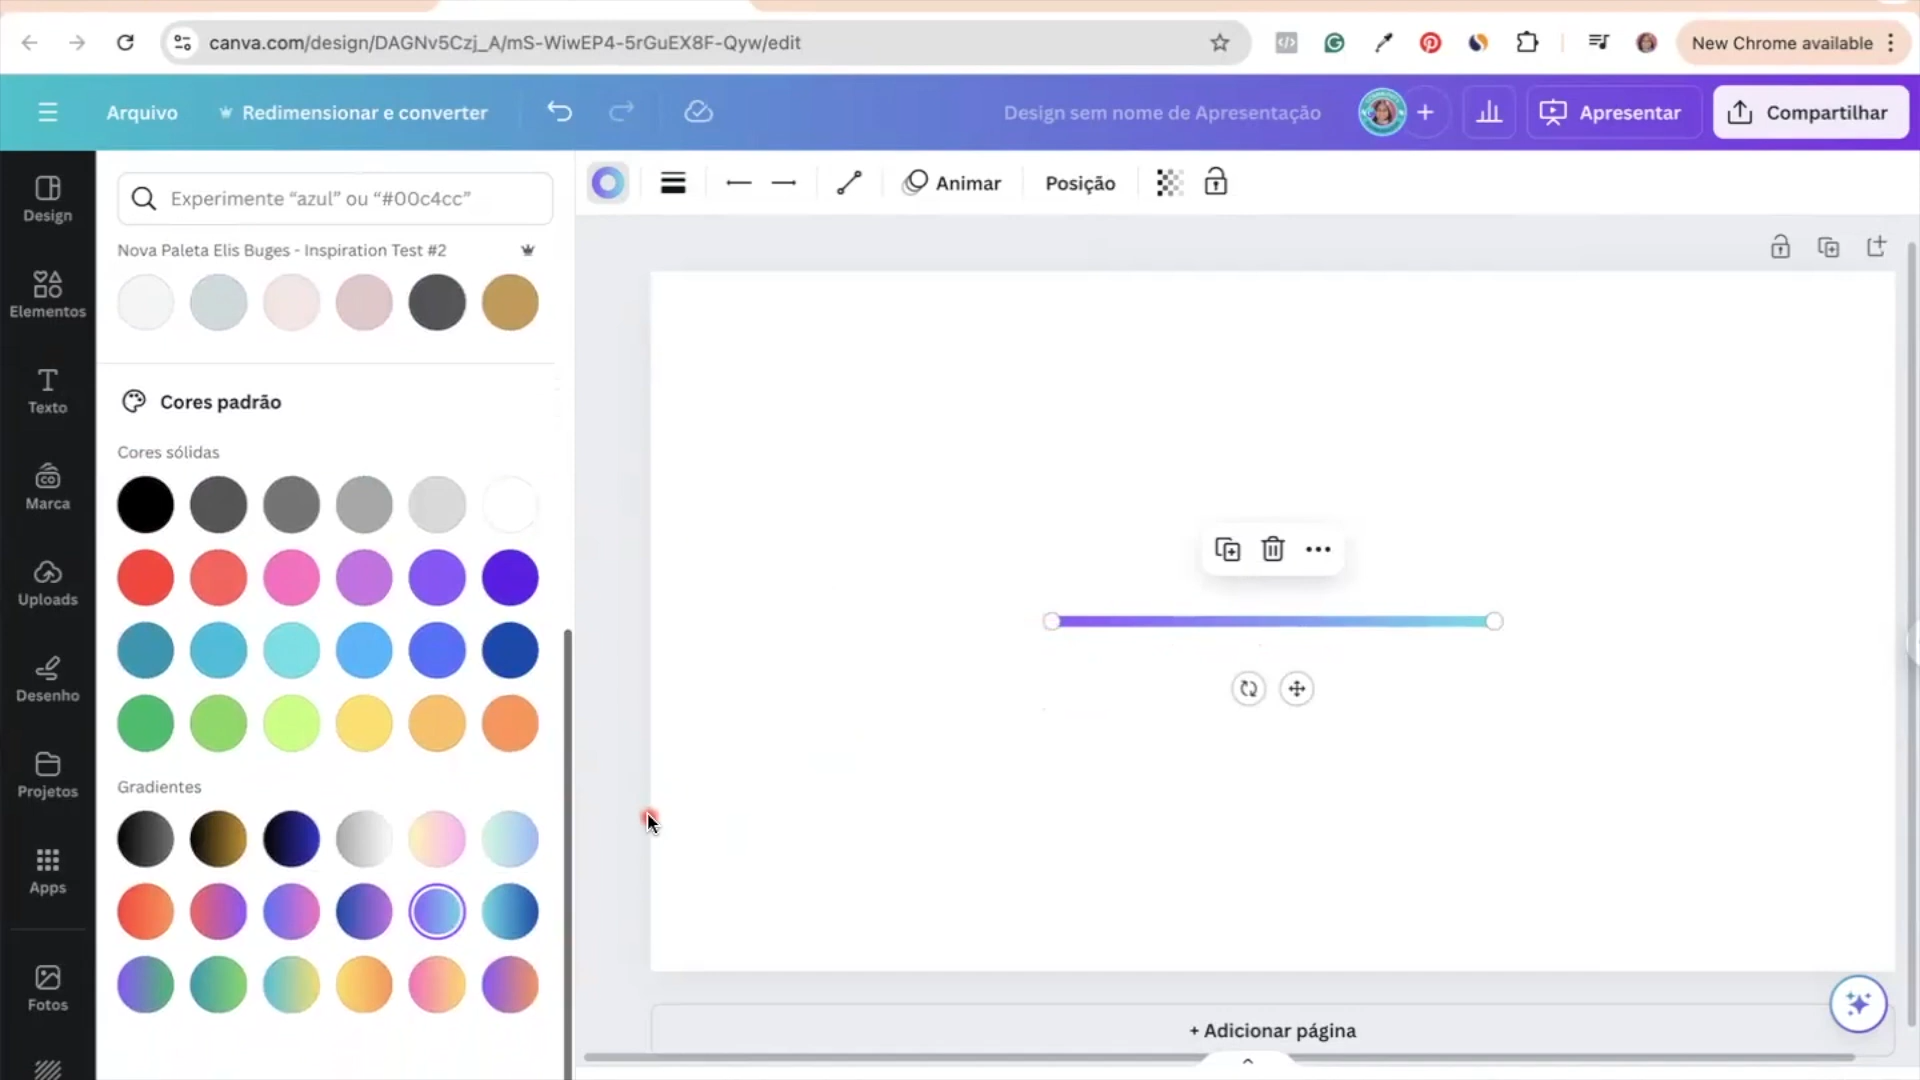 canva.com/design/DAGNv5Czj_A/mS-WiwEP4-5rGuEX8F-Qyw/edit
New Chrome available
Arquivo
Redimensionar e converter
Design sem nome de Apresentação
Apresentar
Compartilhar
Design
Elementos
Texto
Marca
Uploads
Desenho
Projetos
Apps
Fotos
Experimente “azul” ou “#00c4cc”
Nova Paleta Elis Buges - Inspiration Test #2
Cores padrão
Cores sólidas
Gradientes
Animar
Posição
+ Adicionar página